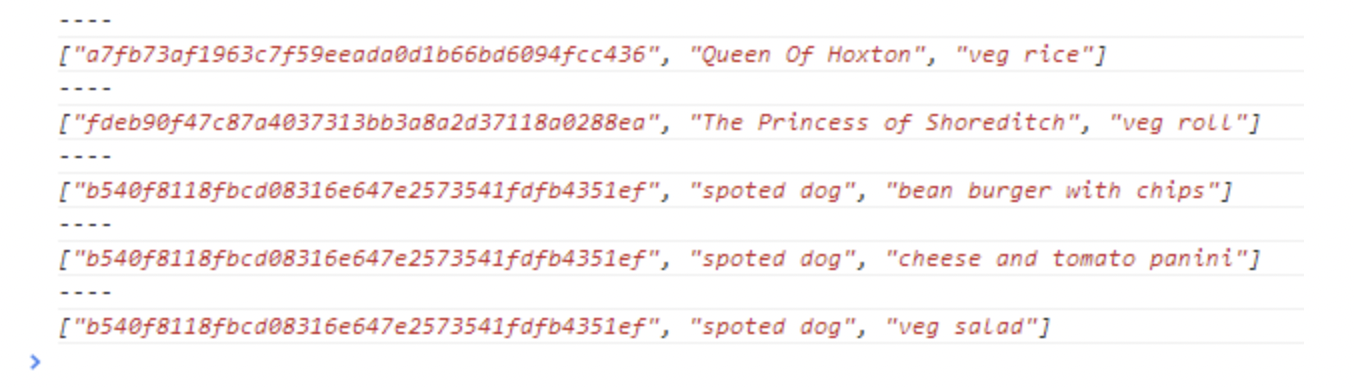 ----
["a7fb73af1963c7f59eeada0d1b66bd6094fcc436", "Queen Of Hoxton", "veg rice"]
----
["fdeb90f47c87a4037313bb3a8a2d37118a0288ea", "The Princess of Shoreditch", "veg roll"]
----
["b540f8118fbcd08316e647e2573541fdfb4351ef", "spoted dog", "bean burger with chips"]
----
["b540f8118fbcd08316e647e2573541fdfb4351ef", "spoted dog", "cheese and tomato panini"]
----
["b540f8118fbcd08316e647e2573541fdfb4351ef", "spoted dog", "veg salad"]
>